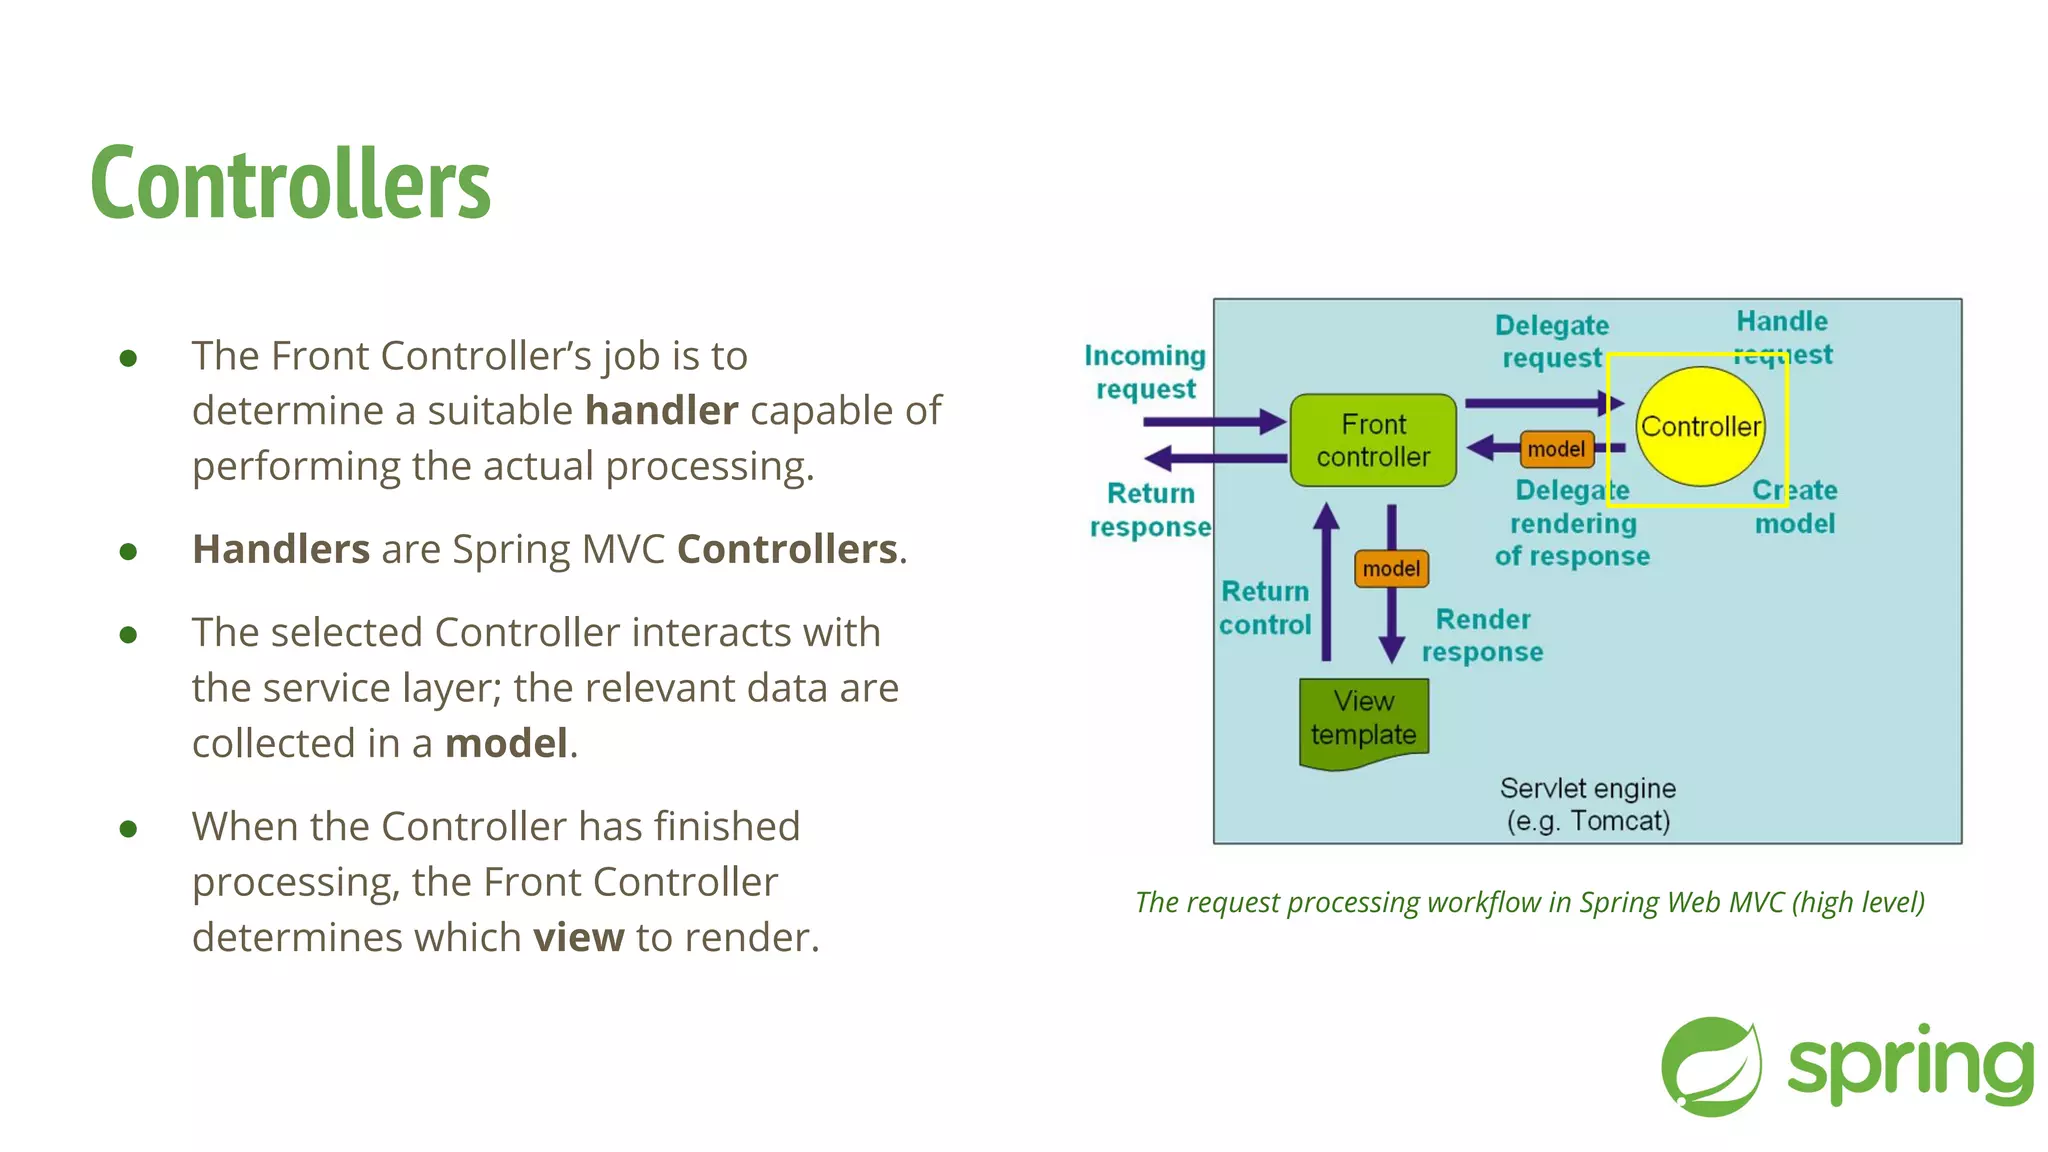 Controllers
● The Front Controller’s job is to
determine a suitable handler capable of
performing the actual processing.
● Handlers are Spring MVC Controllers.
● The selected Controller interacts with
the service layer; the relevant data are
collected in a model.
● When the Controller has finished
processing, the Front Controller
determines which view to render.
Incoming
request
Return
response
Front
controller
Delegate
request
Handle
request
Controller
model
Delegate
rendering
of response
Create
model
Return
control
model
Render
response
View
template
Servlet engine
(e.g. Tomcat)
The request processing workflow in Spring Web MVC (high level)
spring